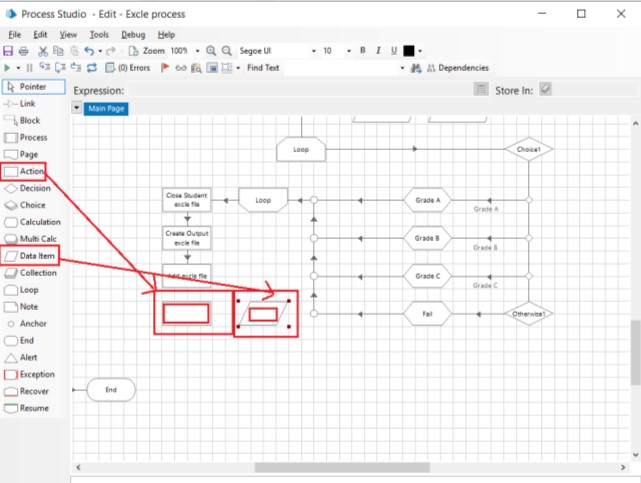 Process Studio - Edit - Excle process
File Edit View Tools Debug Help
Zoom 100% Segoe UI 10 B I U
(0) Errors Find Text Dependencies
Pointer
Link
Block
Process
Page
Action
Decision
Choice
Calculation
Multi Calc
Data Item
Collection
Loop
Note
Anchor
End
Alert
Exception
Recover
Resume
Expression: Store In:
Main Page
Loop
Choice1
Close Student
excle file
Loop
Grade A
Grade A
Create Output
excle file
Grade B
Grade B
Add excle file
Grade C
Grade C
Fail
Otherwise1
End